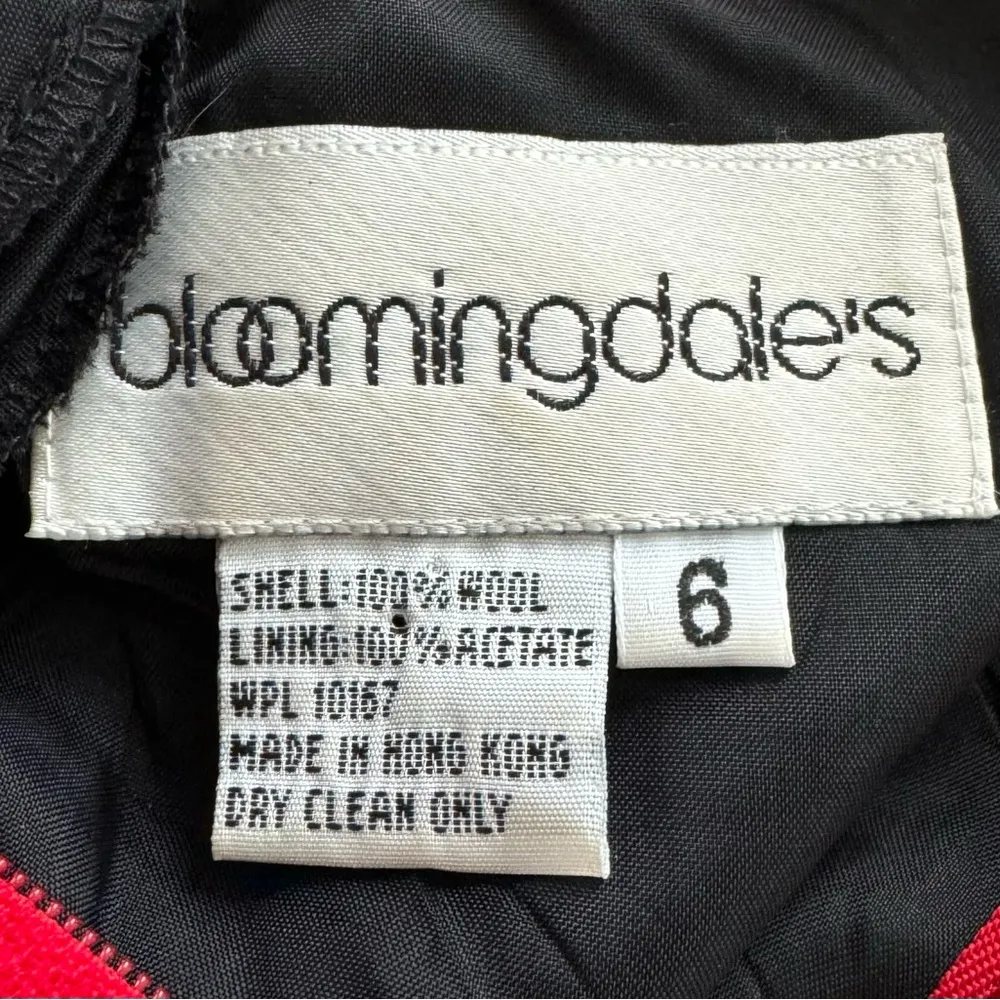 bloomingdale's
SHELL:100% WOOL
LINING:100% ACETATE
WPL 10167
MADE IN HONG KONG
DRY CLEAN ONLY
6